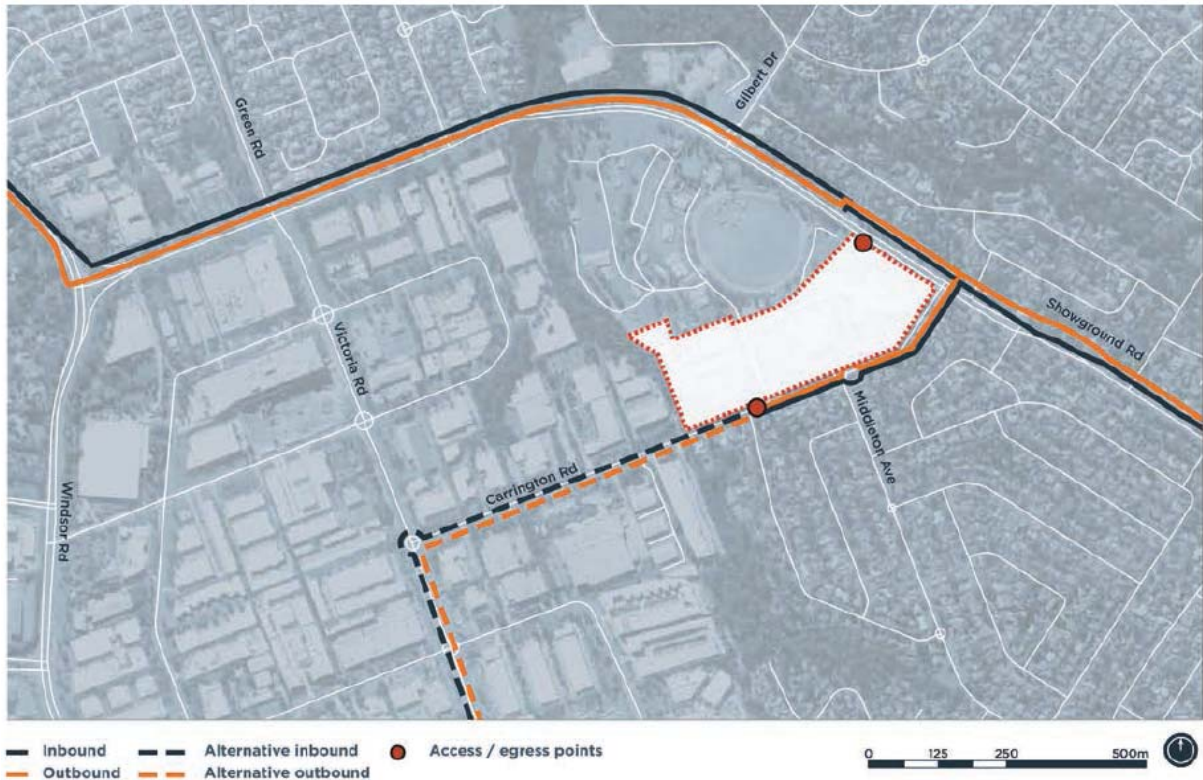 Gilbert Dr
Green Rd
Showground Rd
Victoria Rd
Middleton Ave
Carrington Rd
Windsor Rd
Inbound
Alternative inbound
Access / egress points
0 125 250 500m
Outbound
Alternative outbound